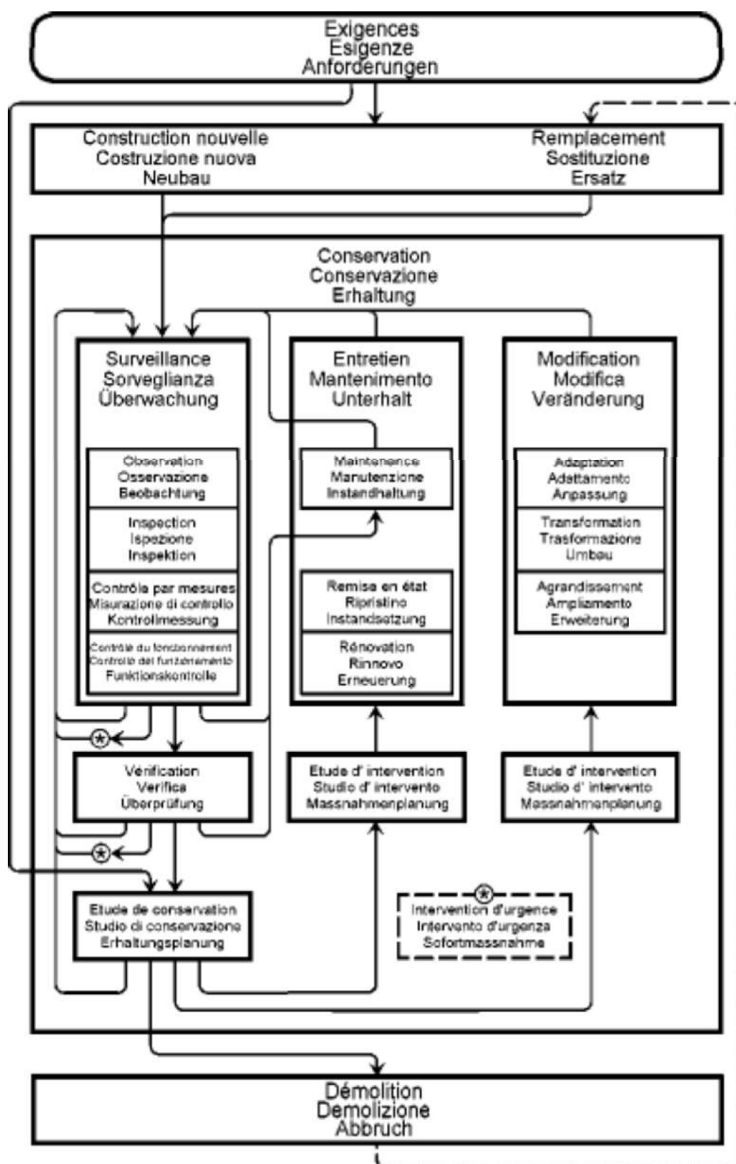 Exigences
Esigenze
Anforderungen
Construction nouvelle
Costruzione nuova
Neubau
Remplacement
Sostituzione
Ersatz
Conservation
Conservazione
Erhaltung
Surveillance
Sorveglianza
Überwachung
Observation
Osservazione
Beobachtung
Inspection
Ispezione
Inspektion
Contrôle par mesures
Misurazione di controllo
Kontrollmessung
Contrôle du fonctionnement
Controllo del funzionamento
Funktionskontrolle
Entretien
Mantenimento
Unterhalt
Maintenence
Manutenzione
Instandhaltung
Remise en état
Ripristino
Instandsetzung
Rénovation
Rinnovo
Erneuerung
Modification
Modifica
Veränderung
Adaptation
Adattamento
Anpassung
Transformation
Trasformazione
Umbau
Agrandissement
Ampliamento
Erweiterung
Vérification
Verifica
Überprüfung
Etude d' intervention
Studio d' intervento
Massnahmenplanung
Etude d' intervention
Studio d' intervento
Massnahmenplanung
Etude de conservation
Studio di conservazione
Erhaltungsplanung
Intervention d'urgence
Intervento d'urgenza
Sofortmassnahme
Démolition
Demolizione
Abbruch